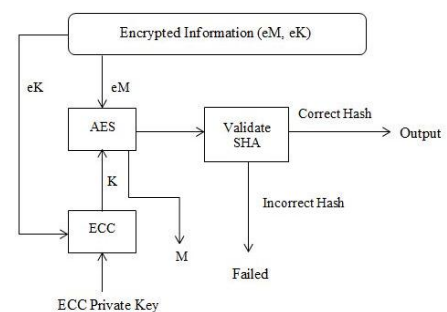 Encrypted Information (eM, eK)
eK
eM
AES
Validate
SHA
Correct Hash
Output
K
Incorrect Hash
ECC
M
Failed
ECC Private Key